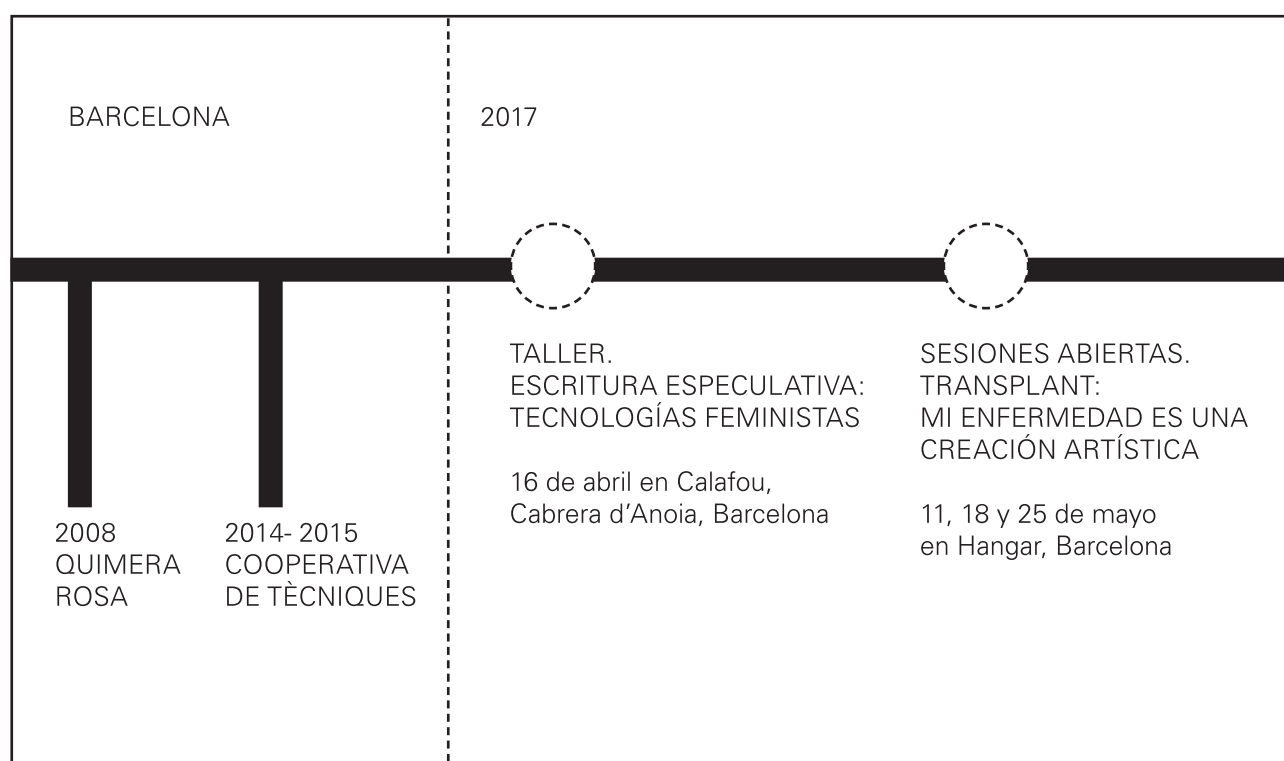 BARCELONA
2017
2008
QUIMERA
ROSA
2014- 2015
COOPERATIVA
DE TÈCNIQUES
TALLER.
ESCRITURA ESPECULATIVA:
TECNOLOGÍAS FEMINISTAS
16 de abril en Calafou,
Cabrera d’Anoia, Barcelona
SESIONES ABIERTAS.
TRANSPLANT:
MI ENFERMEDAD ES UNA
CREACIÓN ARTÍSTICA
11, 18 y 25 de mayo
en Hangar, Barcelona